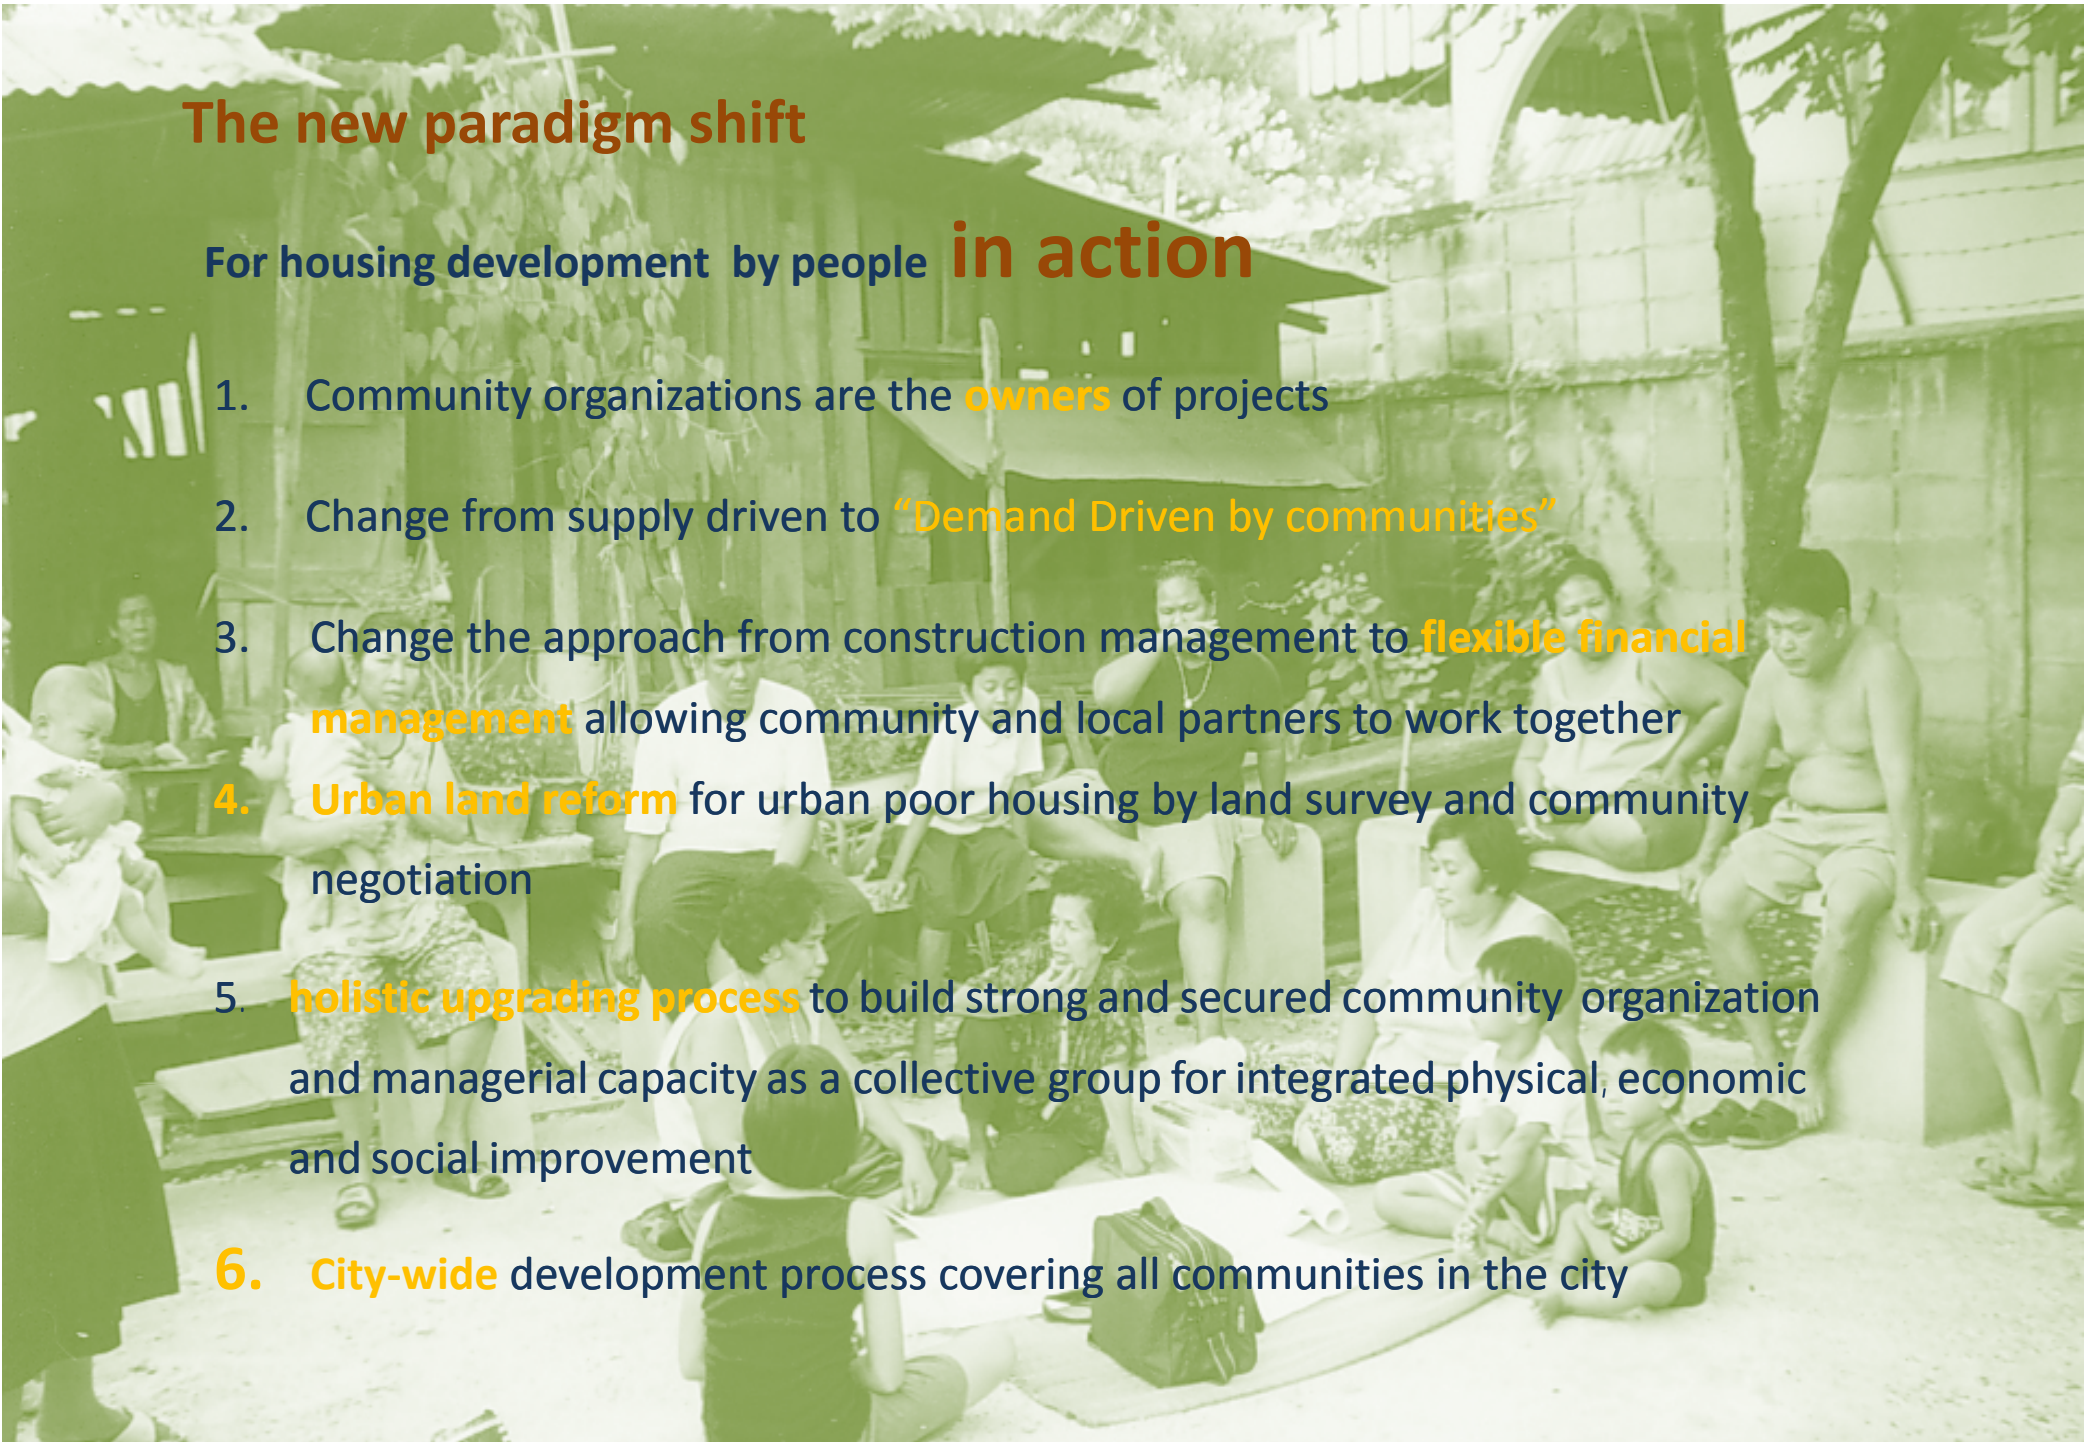 The new paradigm shift
For housing development by people in action
1. Community organizations are the owners of projects
2. Change from supply driven to “Demand Driven by communities”
3. Change the approach from construction management to flexible financial
management allowing community and local partners to work together
4. Urban land reform for urban poor housing by land survey and community
negotiation
5. holistic upgrading process to build strong and secured community organization
and managerial capacity as a collective group for integrated physical, economic
and social improvement
6. City-wide development process covering all communities in the city